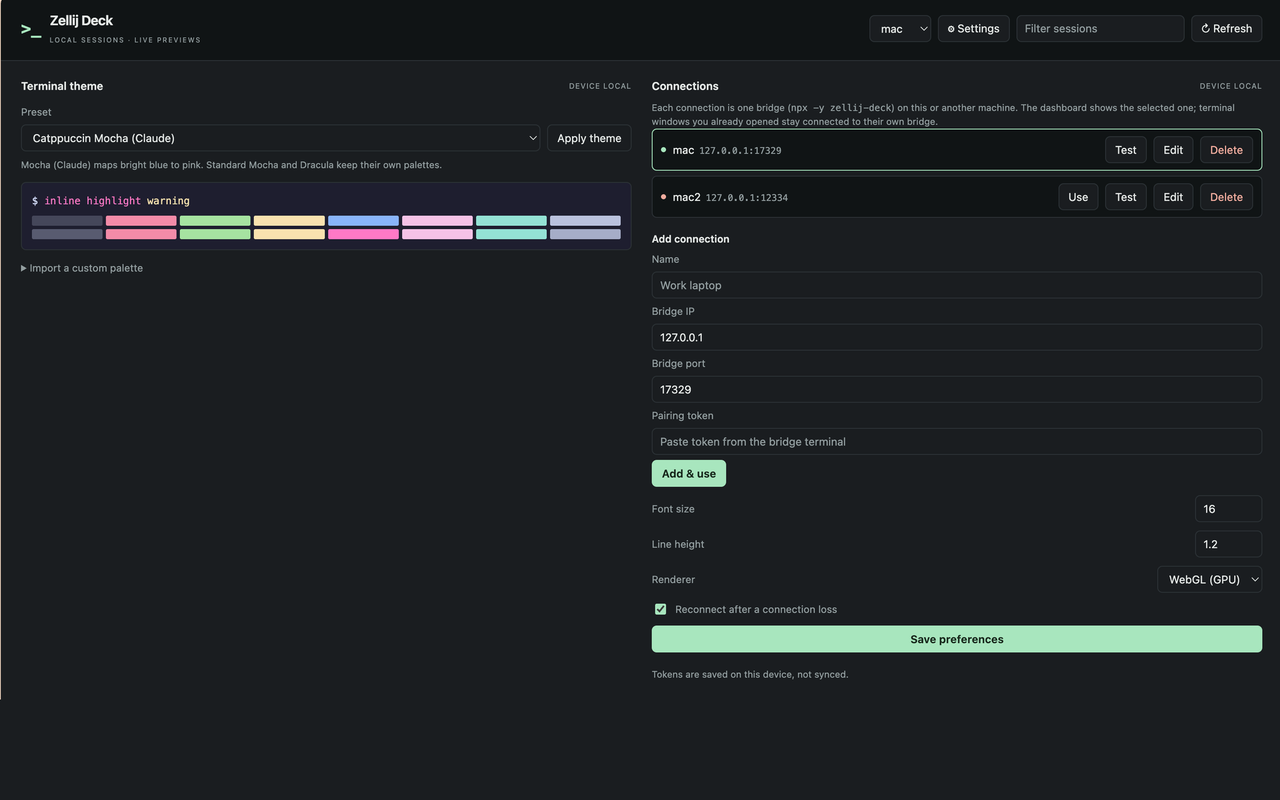 >_ Zellij Deck
LOCAL SESSIONS · LIVE PREVIEWS
mac
⚙ Settings
Filter sessions
↻ Refresh
Terminal theme
DEVICE LOCAL
Preset
Catppuccin Mocha (Claude)
Apply theme
Mocha (Claude) maps bright blue to pink. Standard Mocha and Dracula keep their own palettes.
$ inline highlight warning
▶ Import a custom palette
Connections
DEVICE LOCAL
Each connection is one bridge (npx -y zellij-deck) on this or another machine. The dashboard shows the selected one; terminal
windows you already opened stay connected to their own bridge.
mac 127.0.0.1:17329
Test
Edit
Delete
mac2 127.0.0.1:12334
Use
Test
Edit
Delete
Add connection
Name
Work laptop
Bridge IP
127.0.0.1
Bridge port
17329
Pairing token
Paste token from the bridge terminal
Add & use
Font size
16
Line height
1.2
Renderer
WebGL (GPU)
Reconnect after a connection loss
Save preferences
Tokens are saved on this device, not synced.